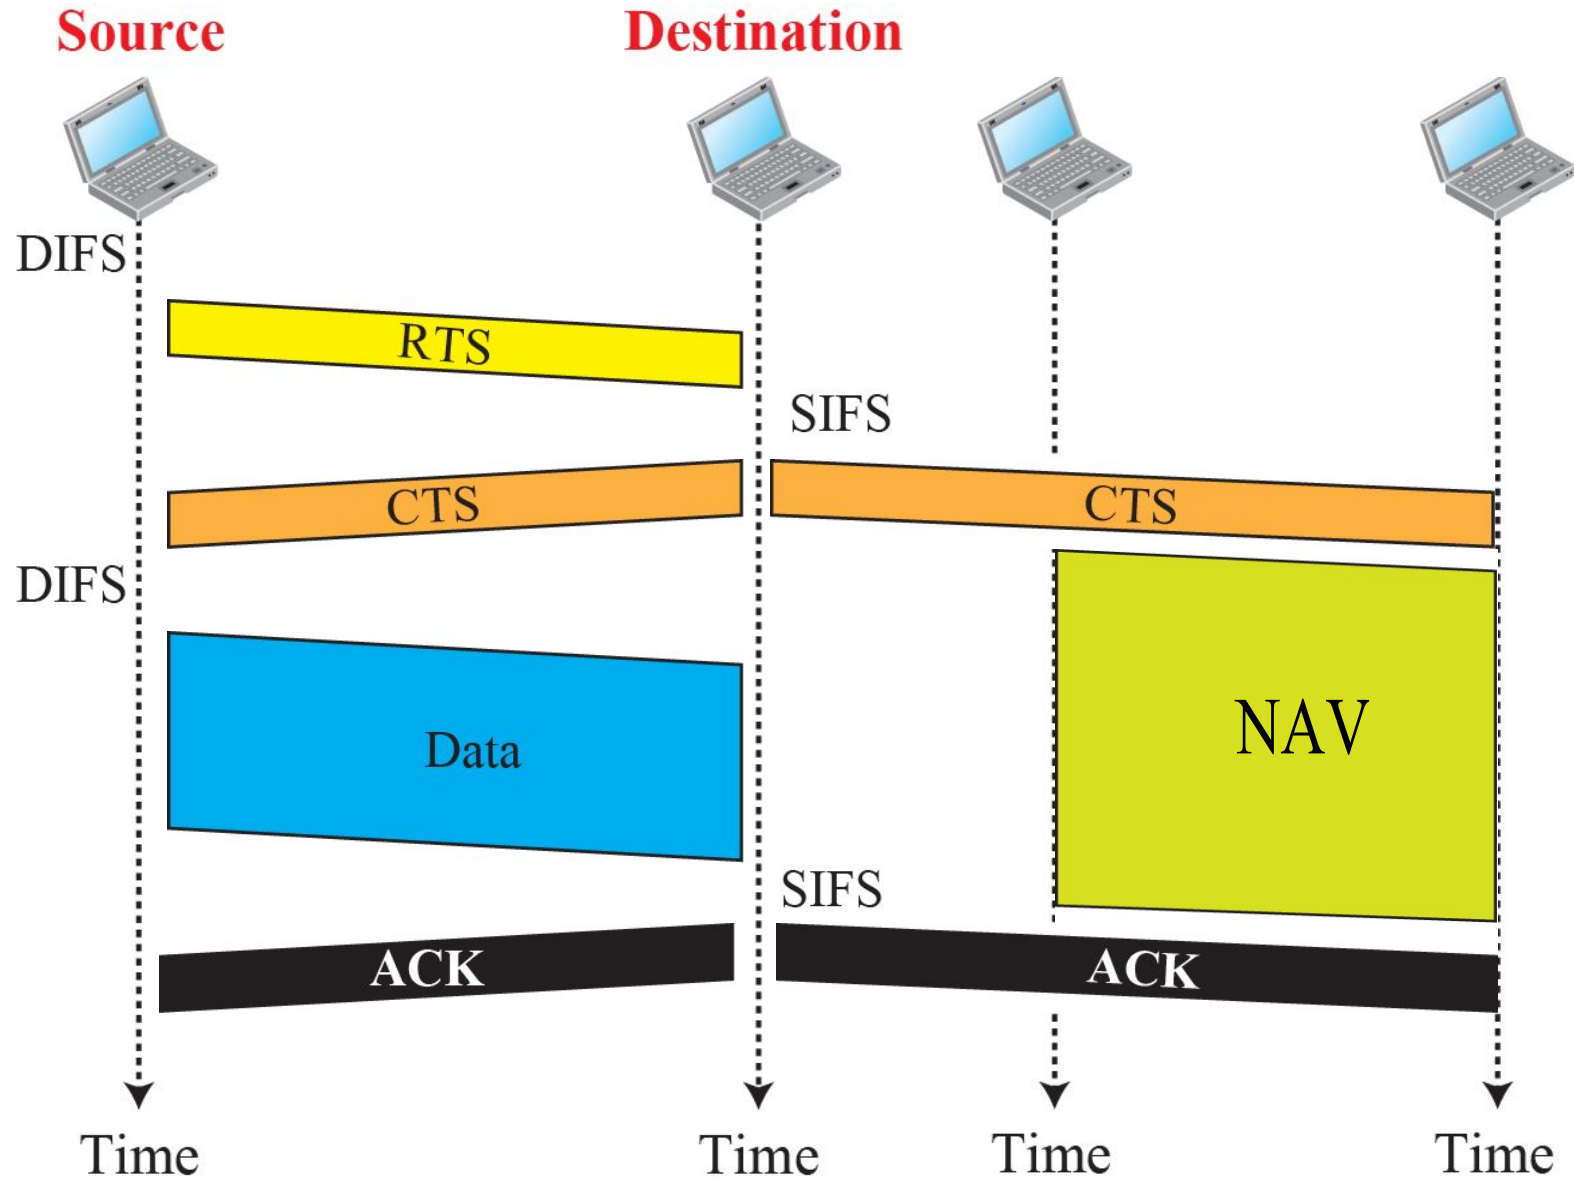 Source
Destination
DIFS
RTS
SIFS
CTS
CTS
DIFS
Data
NAV
SIFS
ACK
ACK
Time
Time
Time
Time